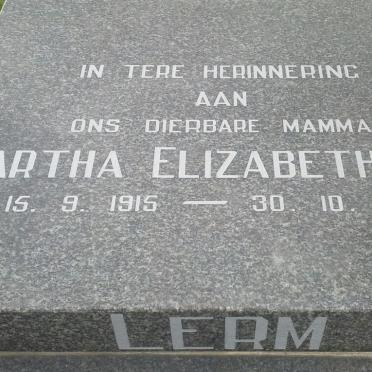 IN TERE HERINNERING
AAN
ONS DIERBARE MAMMA
ARTHA ELIZABETH
15. 9. 1915 — 30. 10.
LERM